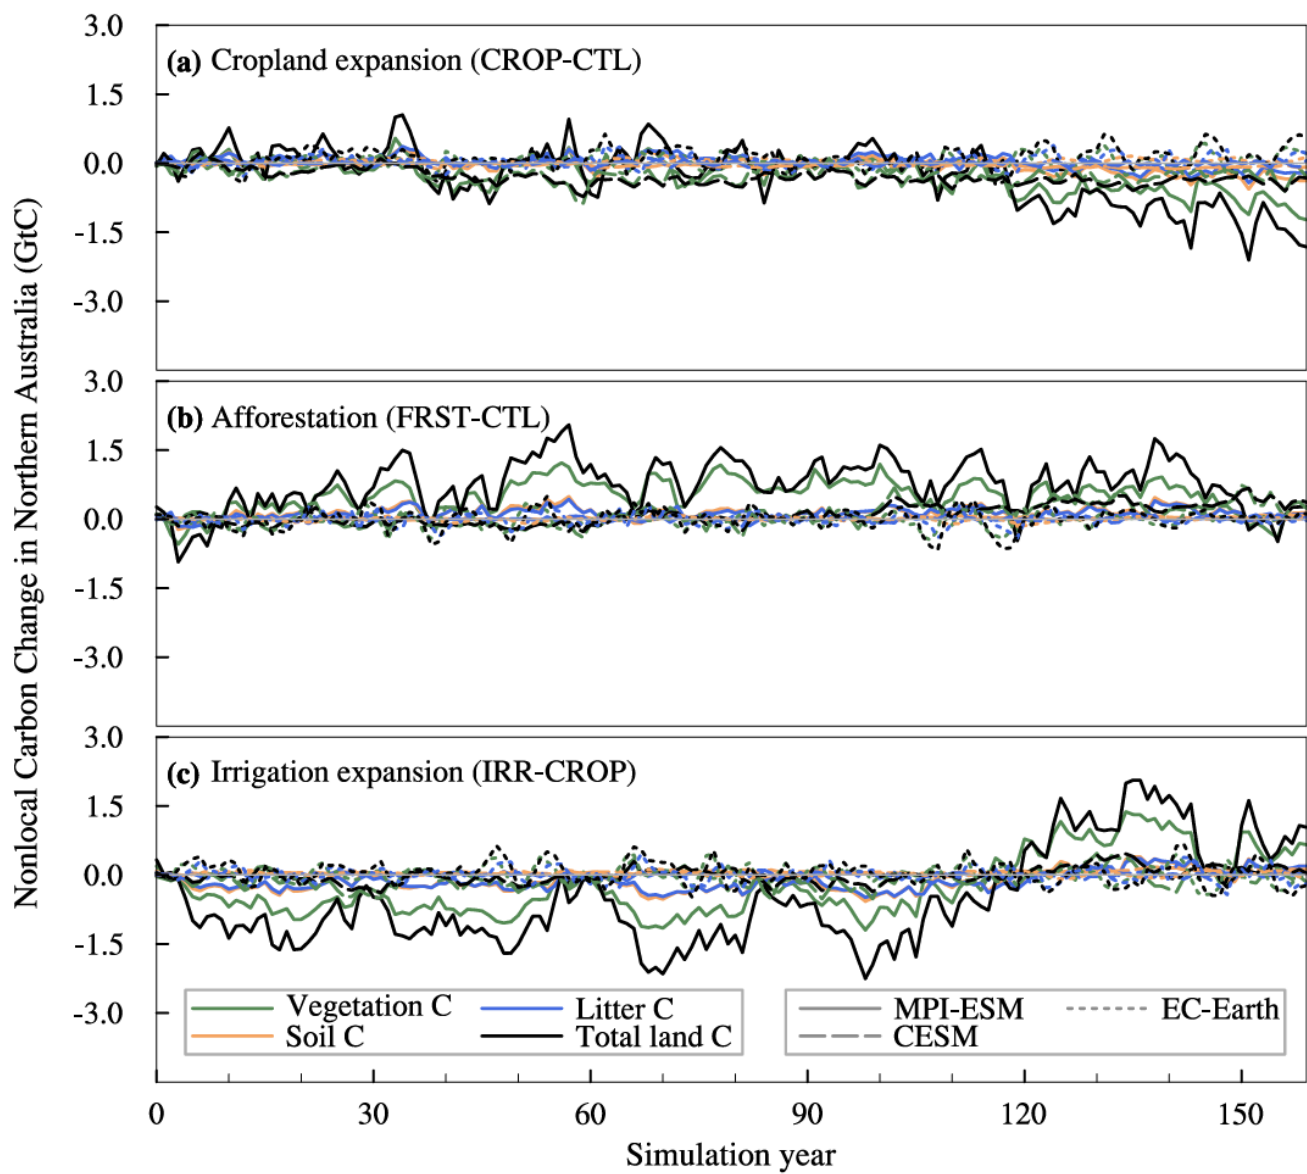 Nonlocal Carbon Change in Northern Australia (GtC)
3.0
(a) Cropland expansion (CROP-CTL)
1.5
0.0
-1.5
-3.0
3.0
(b) Afforestation (FRST-CTL)
1.5
0.0
-1.5
-3.0
3.0
(c) Irrigation expansion (IRR-CROP)
1.5
0.0
-1.5
-3.0
Vegetation C Litter C MPI-ESM EC-Earth
Soil C Total land C CESM
0 30 60 90 120 150
Simulation year